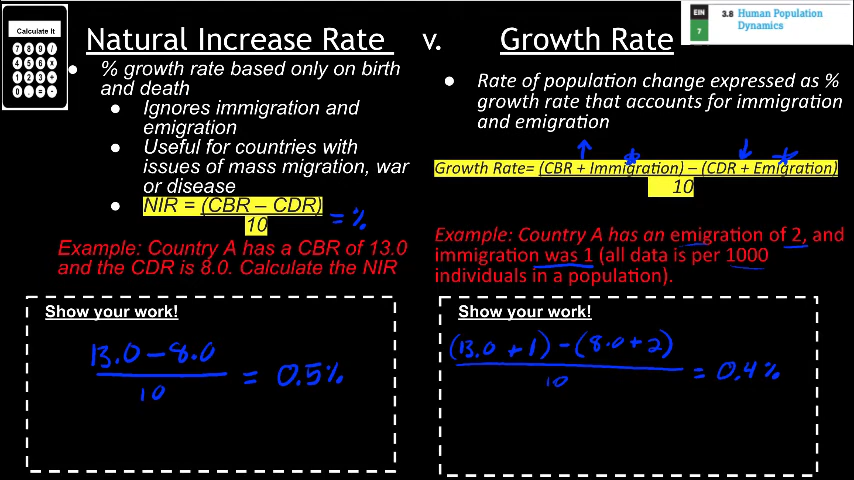 Calculate It
7 8 9 /
4 5 6 x
1 2 3 +
0 . = -
Natural Increase Rate v. Growth Rate
EIN
7
3.8 Human Population
Dynamics
● % growth rate based only on birth
and death
● Ignores immigration and
emigration
● Useful for countries with
issues of mass migration, war
or disease
● NIR = (CBR – CDR)
10
= %
Example: Country A has a CBR of 13.0
and the CDR is 8.0. Calculate the NIR
Show your work!
13.0 - 8.0
10
= 0.5%
● Rate of population change expressed as %
growth rate that accounts for immigration
and emigration
Growth Rate= (CBR + Immigration) – (CDR + Emigration)
10
Example: Country A has an emigration of 2, and
immigration was 1 (all data is per 1000
individuals in a population).
Show your work!
(13.0 + 1) - (8.0 + 2)
10
= 0.4%